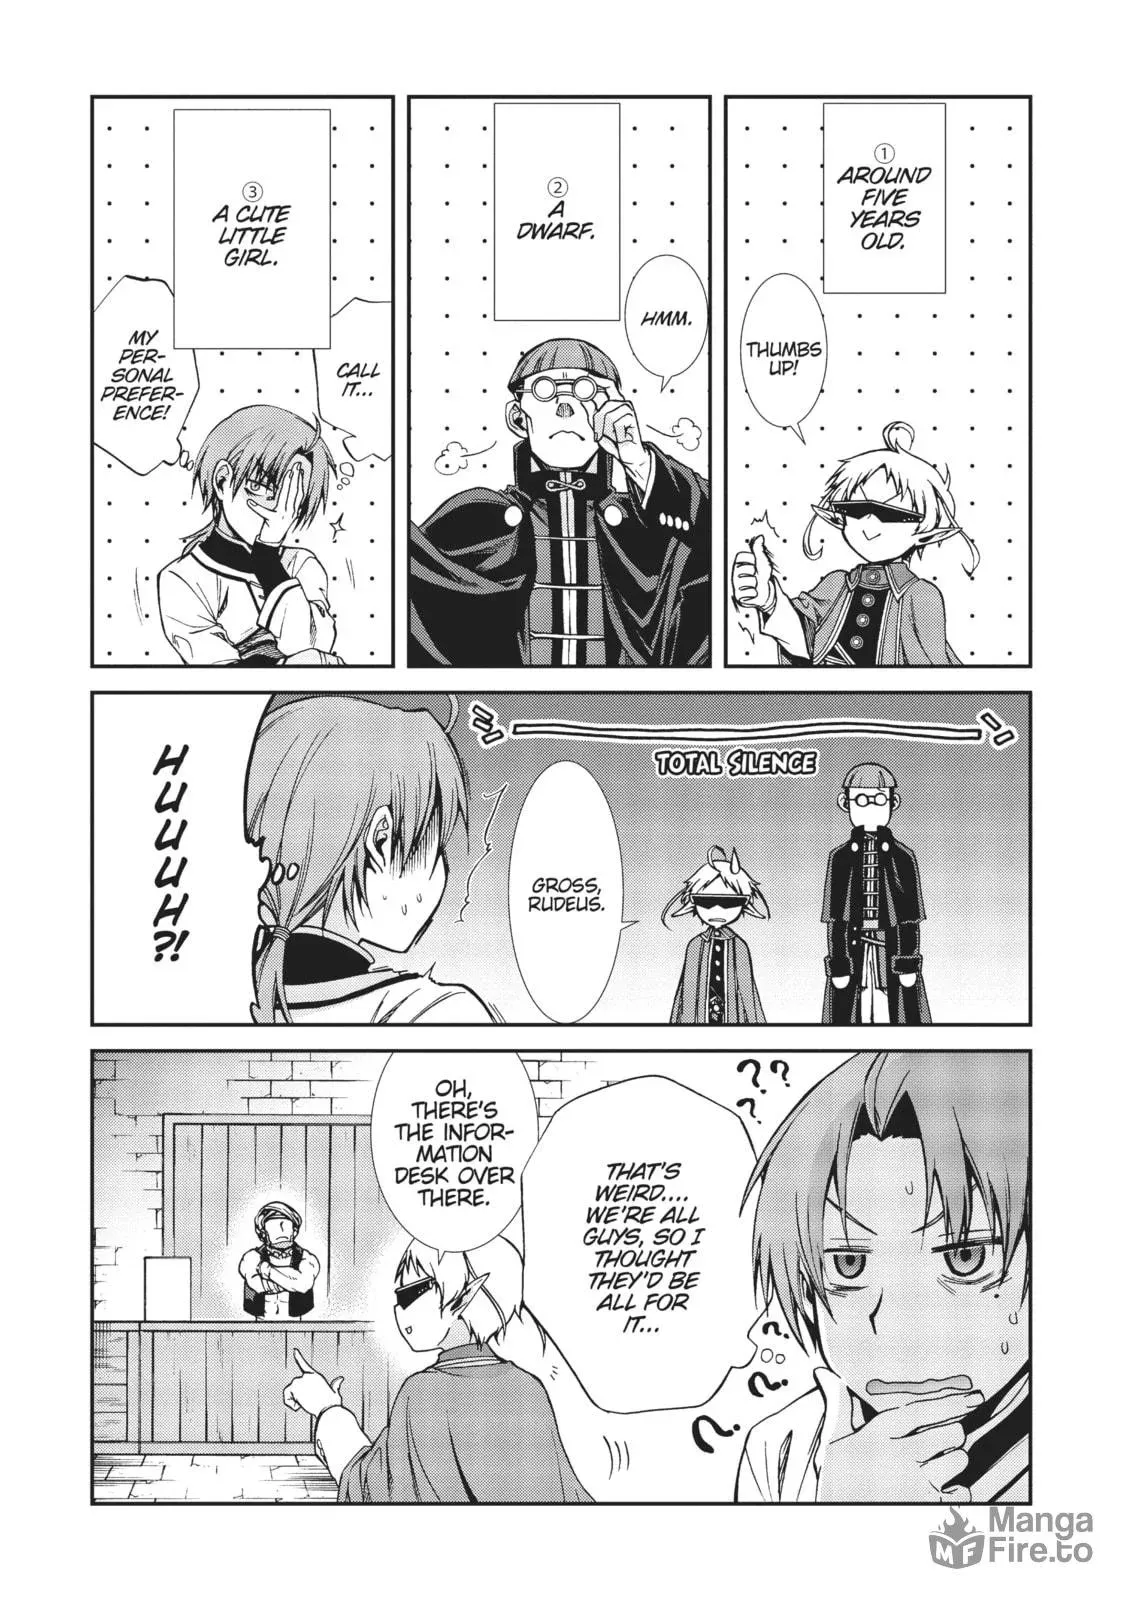 ①
AROUND
FIVE
YEARS
OLD.
THUMBS
UP!
②
A
DWARF.
HMM.
③
A CUTE
LITTLE
GIRL.
CALL
IT...
MY
PER-
SONAL
PREFER-
ENCE!
TOTAL SILENCE
GROSS,
RUDEUS.
HUUUUH?!
THAT'S
WEIRD....
WE'RE ALL
GUYS, SO I
THOUGHT
THEY'D BE
ALL FOR
IT...
? ? ?
? ?
? ?
OH,
THERE'S
THE INFOR-
MATION
DESK OVER
THERE.
MF
Manga
Fire.to